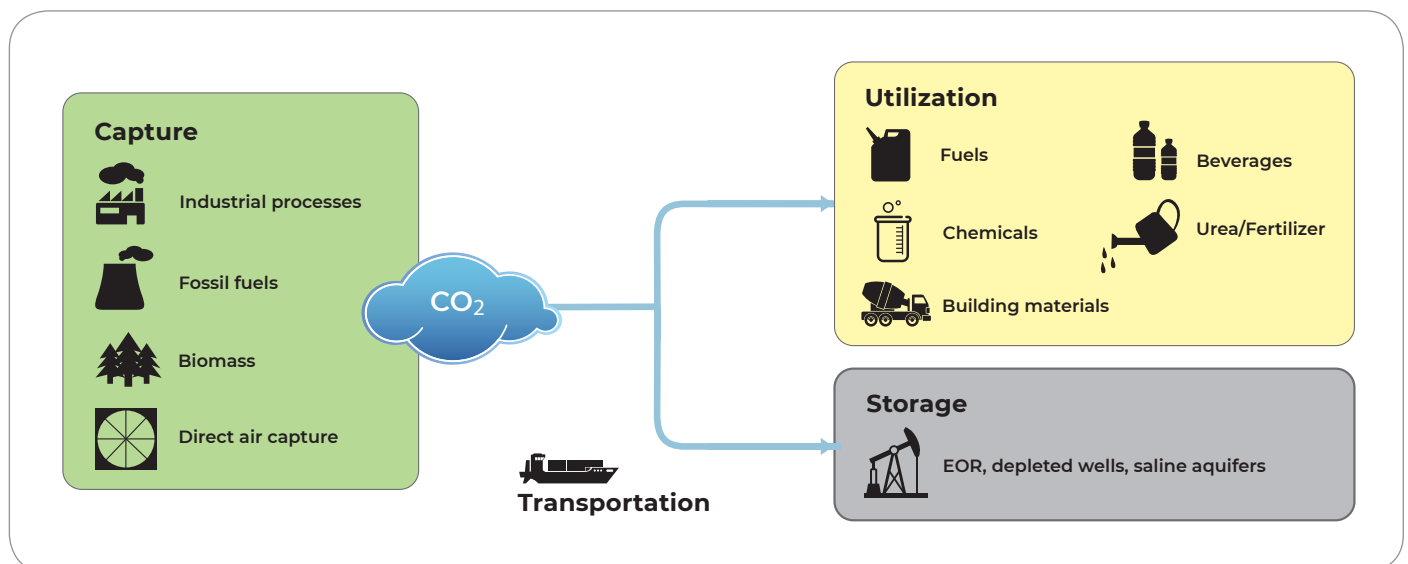 Capture
Industrial processes
Fossil fuels
Biomass
Direct air capture
CO₂
Transportation
Utilization
Fuels
Beverages
Chemicals
Urea/Fertilizer
Building materials
Storage
EOR, depleted wells, saline aquifers